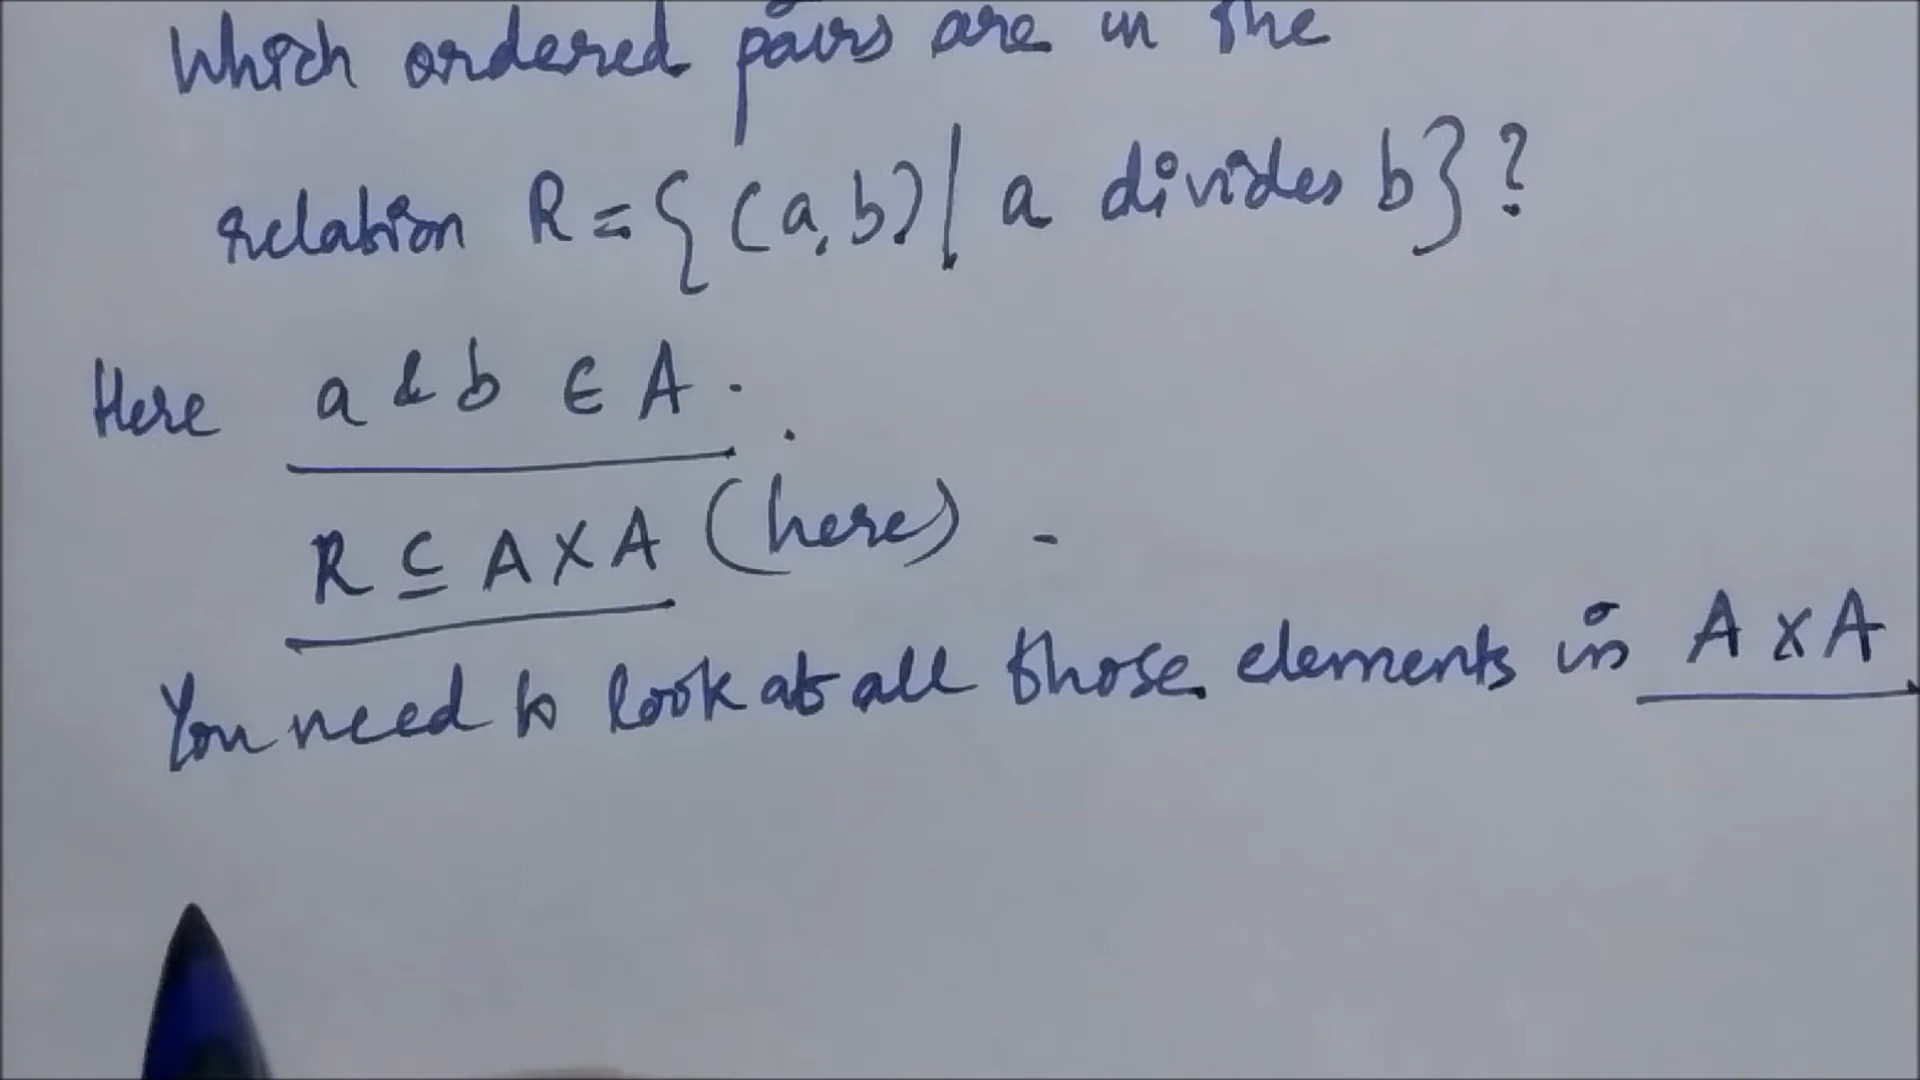 Which ordered pairs are in the
relation R = { (a, b) | a divides b } ?
Here a & b ∈ A .
R ⊆ A X A (here) -
You need to look at all those elements in A x A